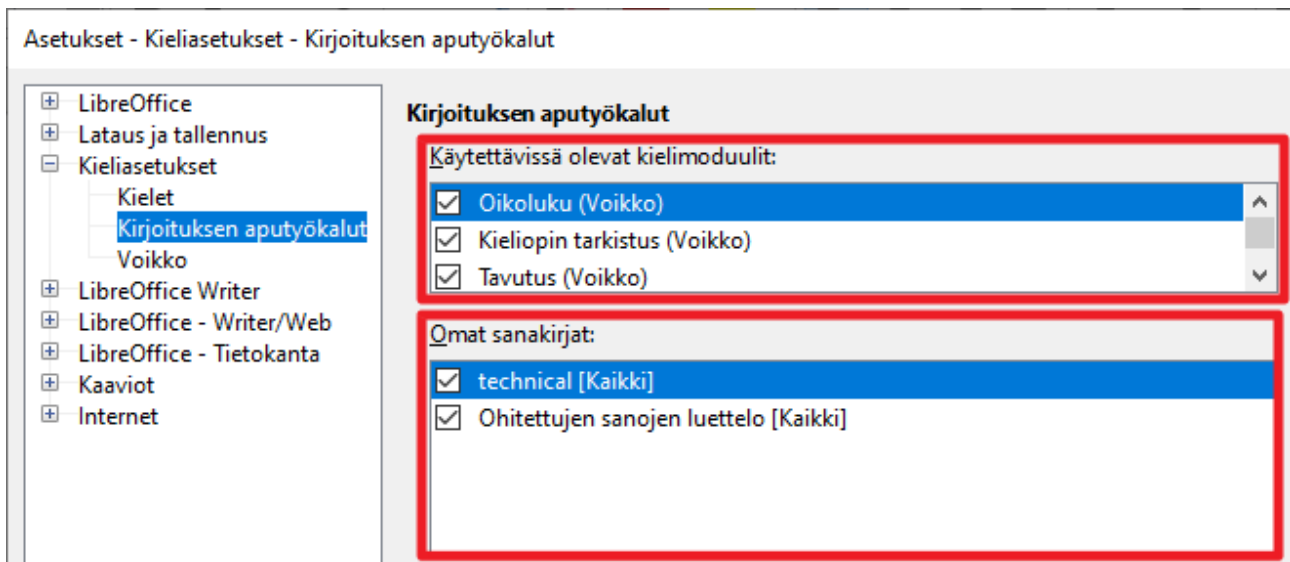 Asetukset - Kieliasetukset - Kirjoituksen aputyökalut
LibreOffice
Lataus ja tallennus
Kieliasetukset
Kielet
Kirjoituksen aputyökalut
Voikko
LibreOffice Writer
LibreOffice - Writer/Web
LibreOffice - Tietokanta
Kaaviot
Internet
Kirjoituksen aputyökalut
Käytettävissä olevat kielimoduulit:
Oikoluku (Voikko)
Kieliopin tarkistus (Voikko)
Tavutus (Voikko)
Omat sanakirjat:
technical [Kaikki]
Ohitettujen sanojen luettelo [Kaikki]